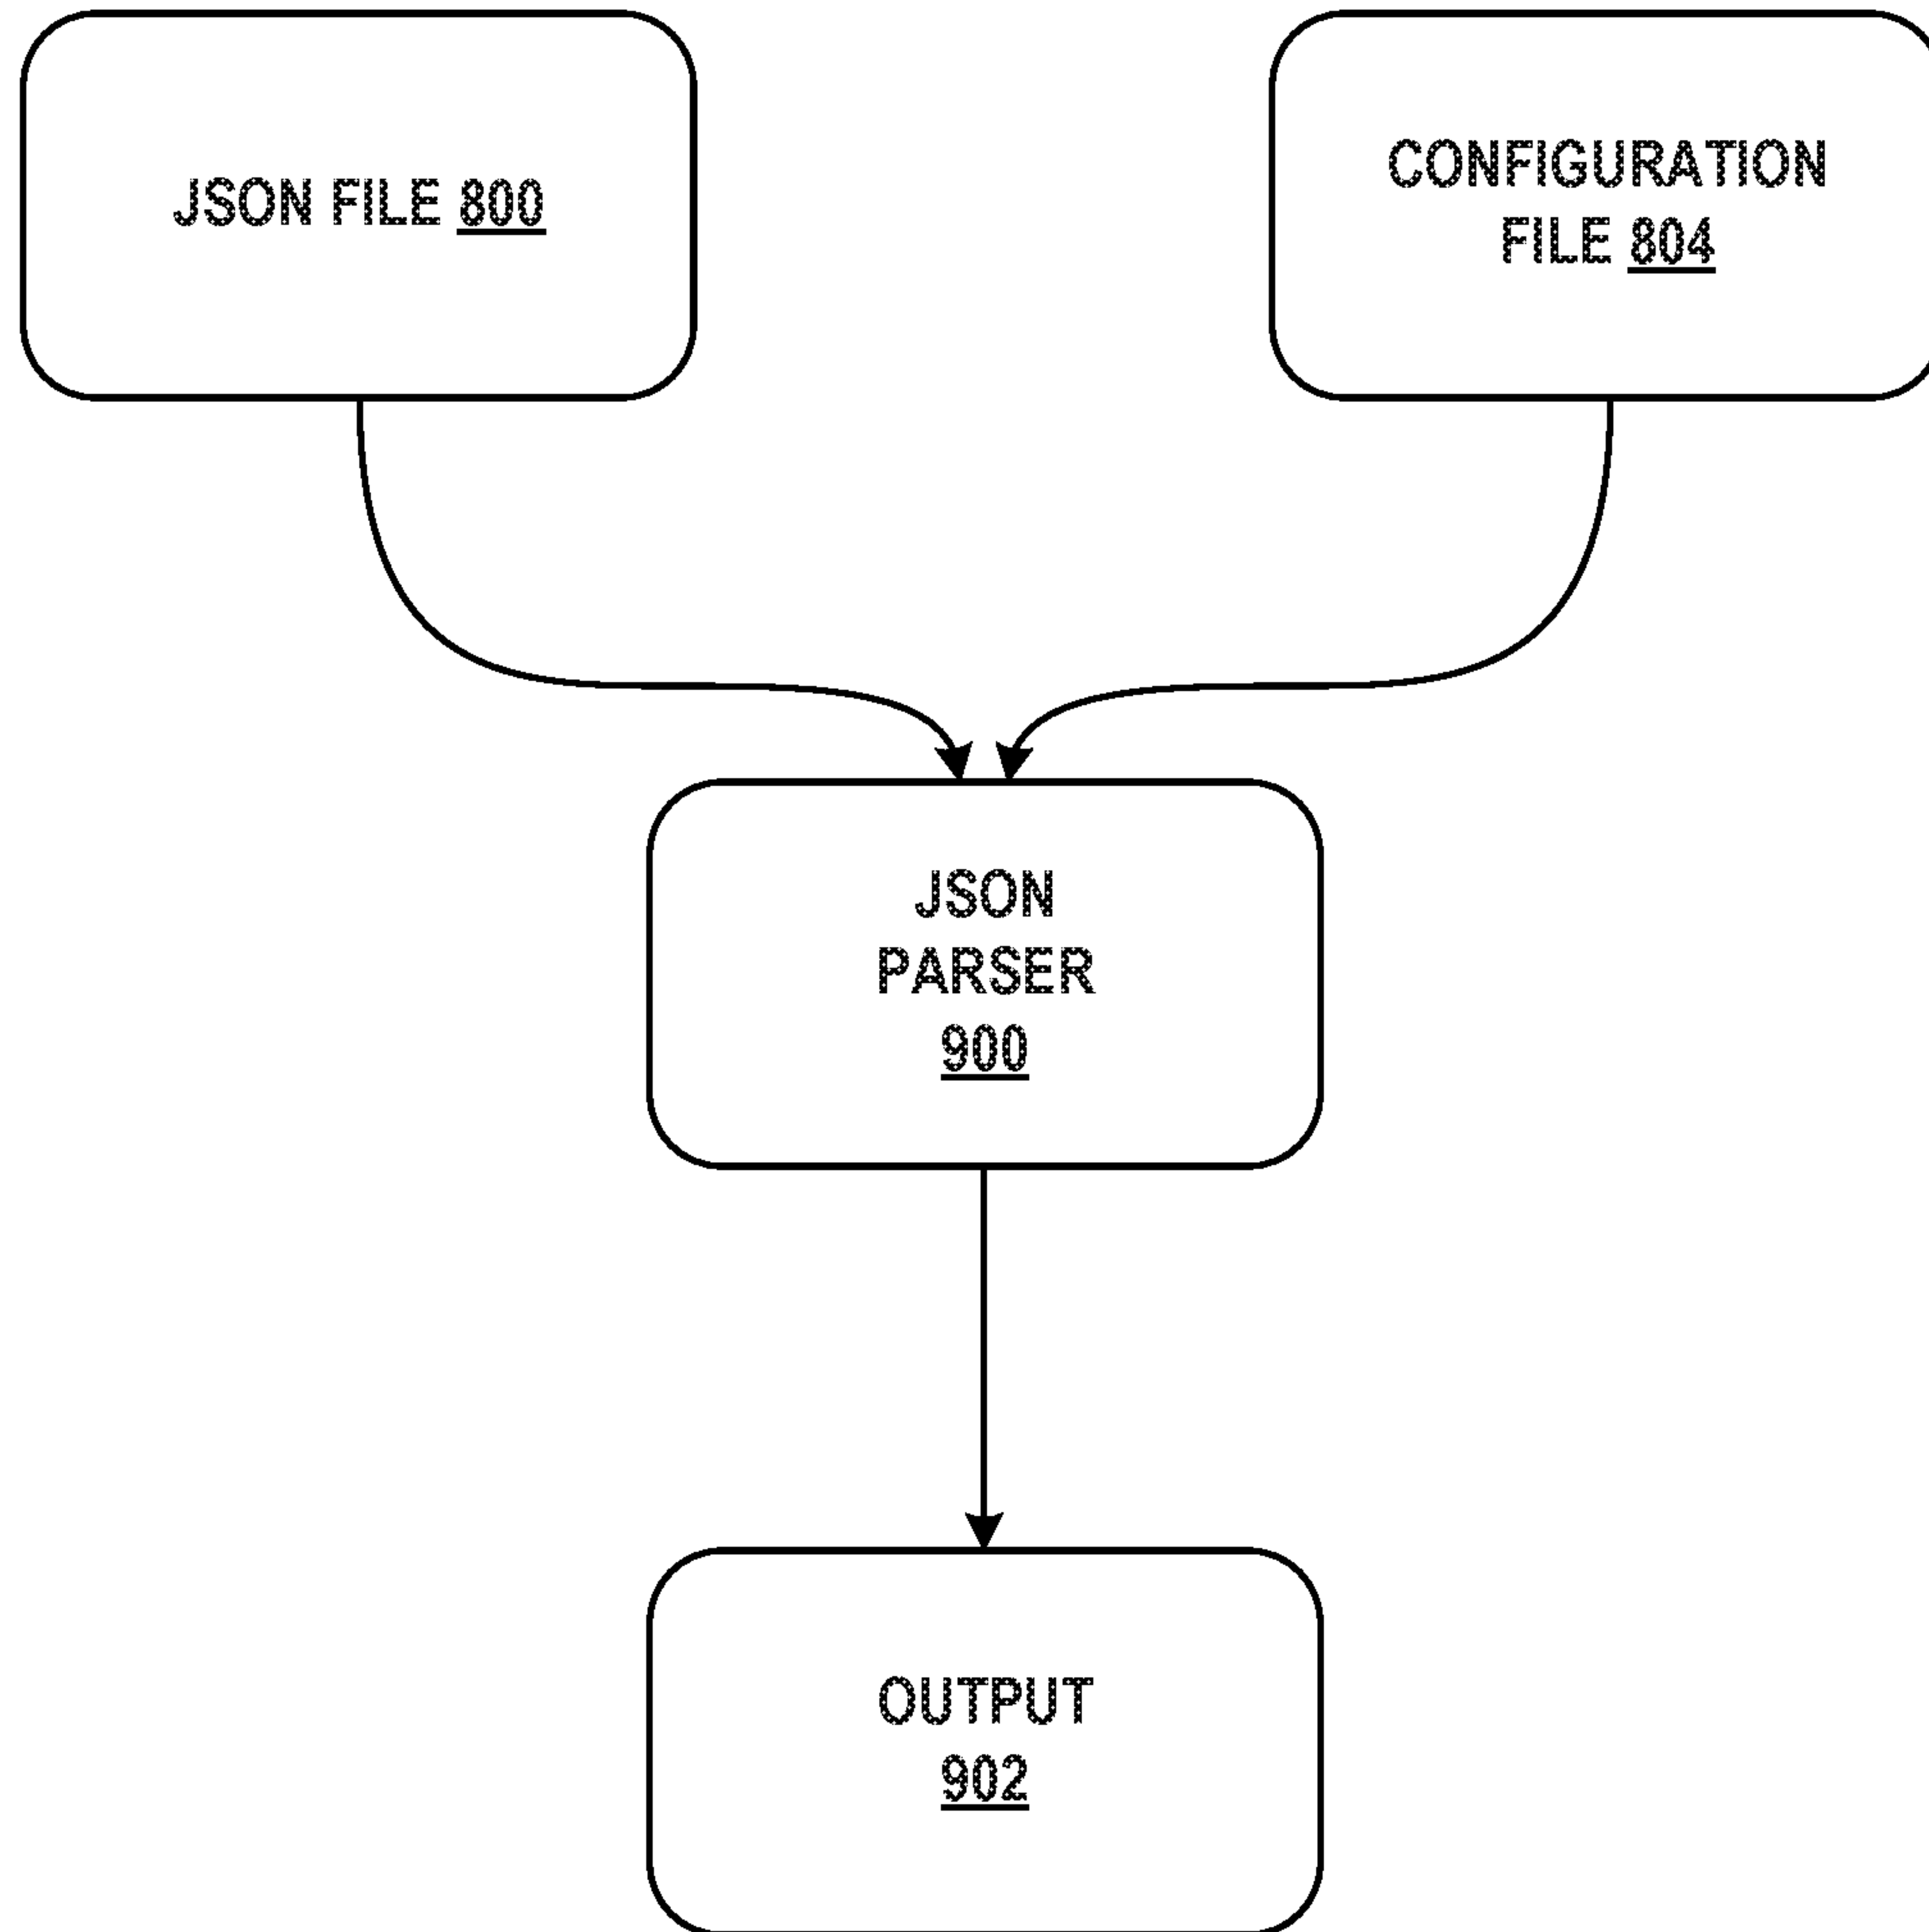 JSON FILE 800
CONFIGURATION
FILE 804
JSON
PARSER
900
OUTPUT
902